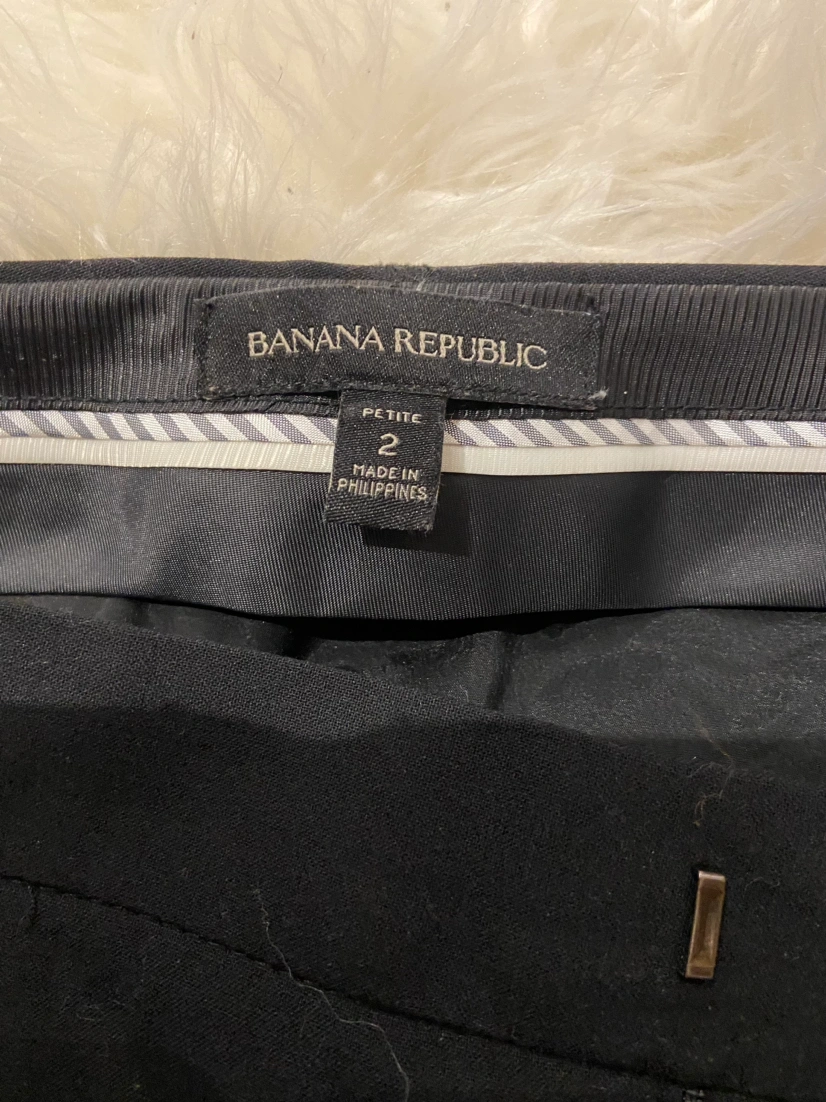 BANANA REPUBLIC
PETITE
2
MADE IN
PHILIPPINES